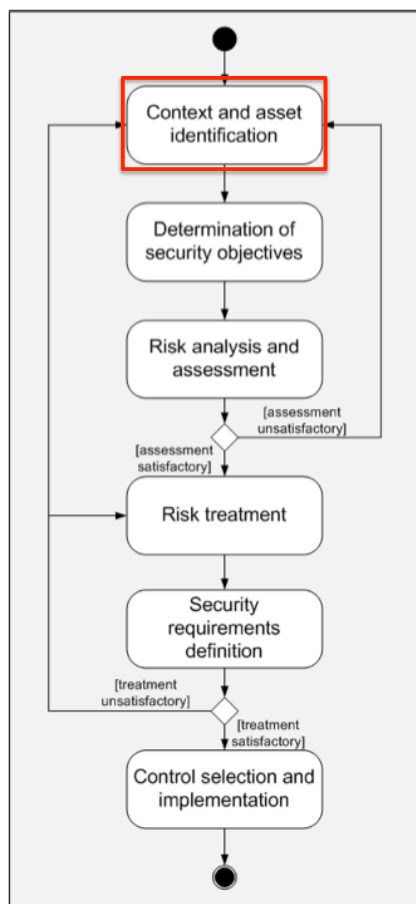 Context and asset
identification
Determination of
security objectives
Risk analysis and
assessment
[assessment
unsatisfactory]
[assessment
satisfactory]
Risk treatment
Security
requirements
definition
[treatment
unsatisfactory]
[treatment
satisfactory]
Control selection and
implementation